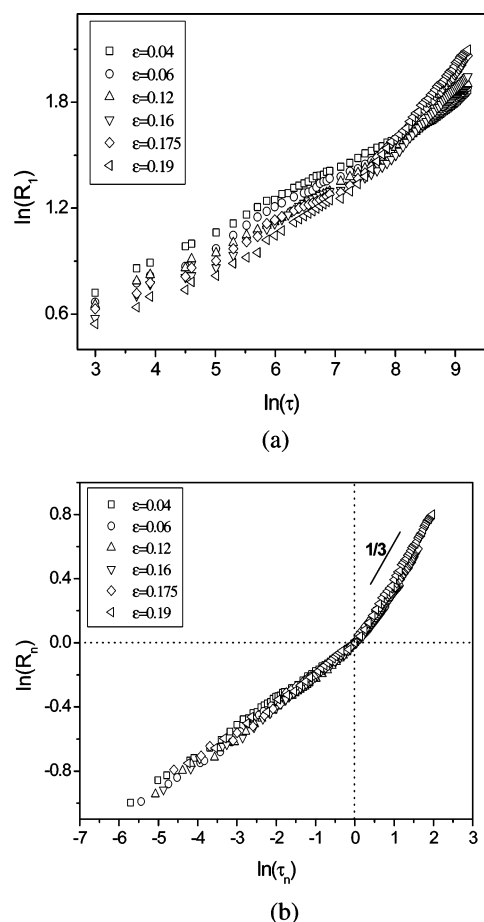 ε=0.04
ε=0.06
ε=0.12
ε=0.16
ε=0.175
ε=0.19
ln(R₁)
1.8
1.2
0.6
3 4 5 6 7 8 9
ln(τ)
(a)
ε=0.04
ε=0.06
ε=0.12
ε=0.16
ε=0.175
ε=0.19
1/3
ln(Rₙ)
0.8
0.4
0.0
-0.4
-0.8
-7 -6 -5 -4 -3 -2 -1 0 1 2 3
ln(τₙ)
(b)